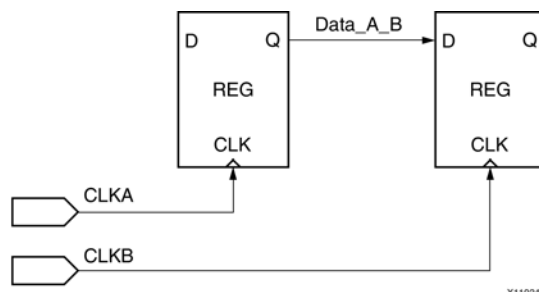 Data_A_B
D Q D Q
REG REG
CLK CLK
CLKA
CLKB